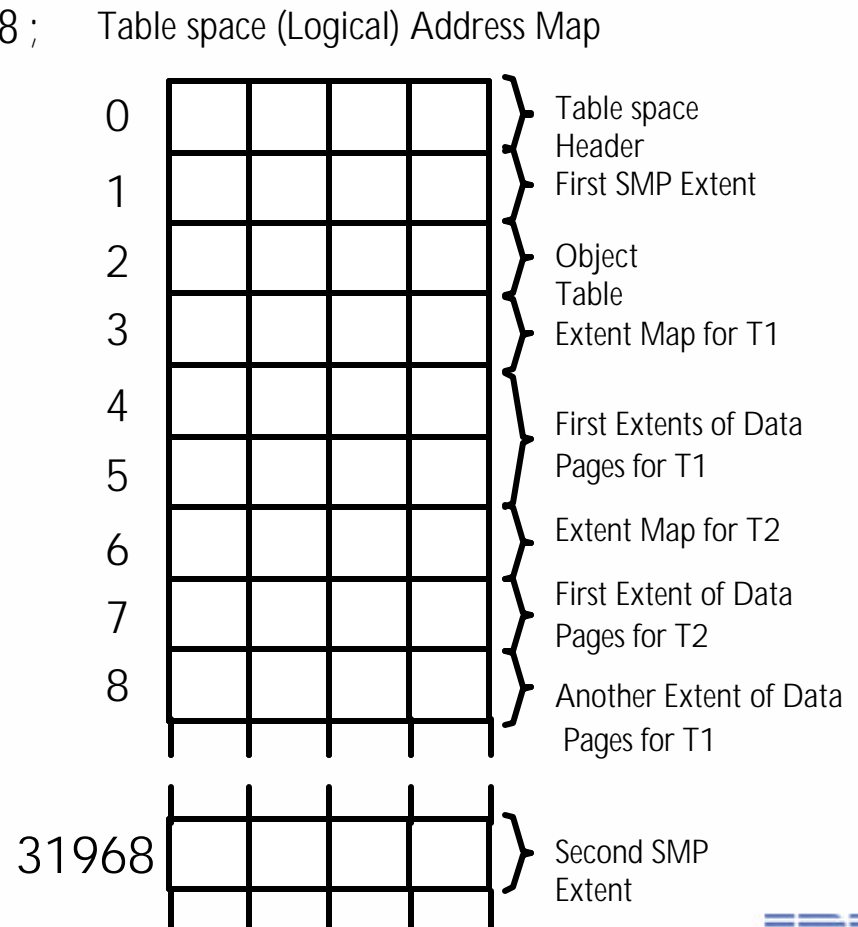 8 ; Table space (Logical) Address Map
0
Table space
Header
1
First SMP Extent
2
Object
Table
3
Extent Map for T1
4
First Extents of Data
5
Pages for T1
6
Extent Map for T2
7
First Extent of Data
Pages for T2
8
Another Extent of Data
Pages for T1
31968
Second SMP
Extent